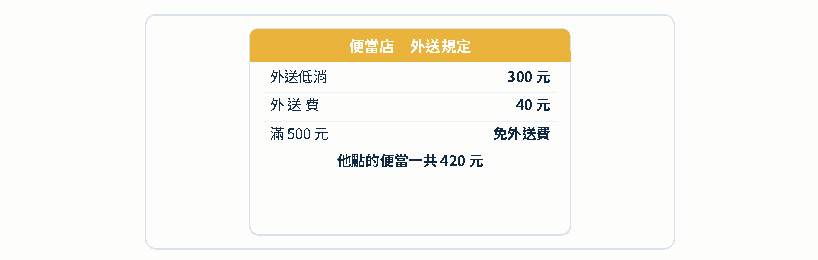 便當店　外送規定
外送低消 300 元
外 送 費 40 元
滿 500 元 免外送費
他點的便當一共 420 元